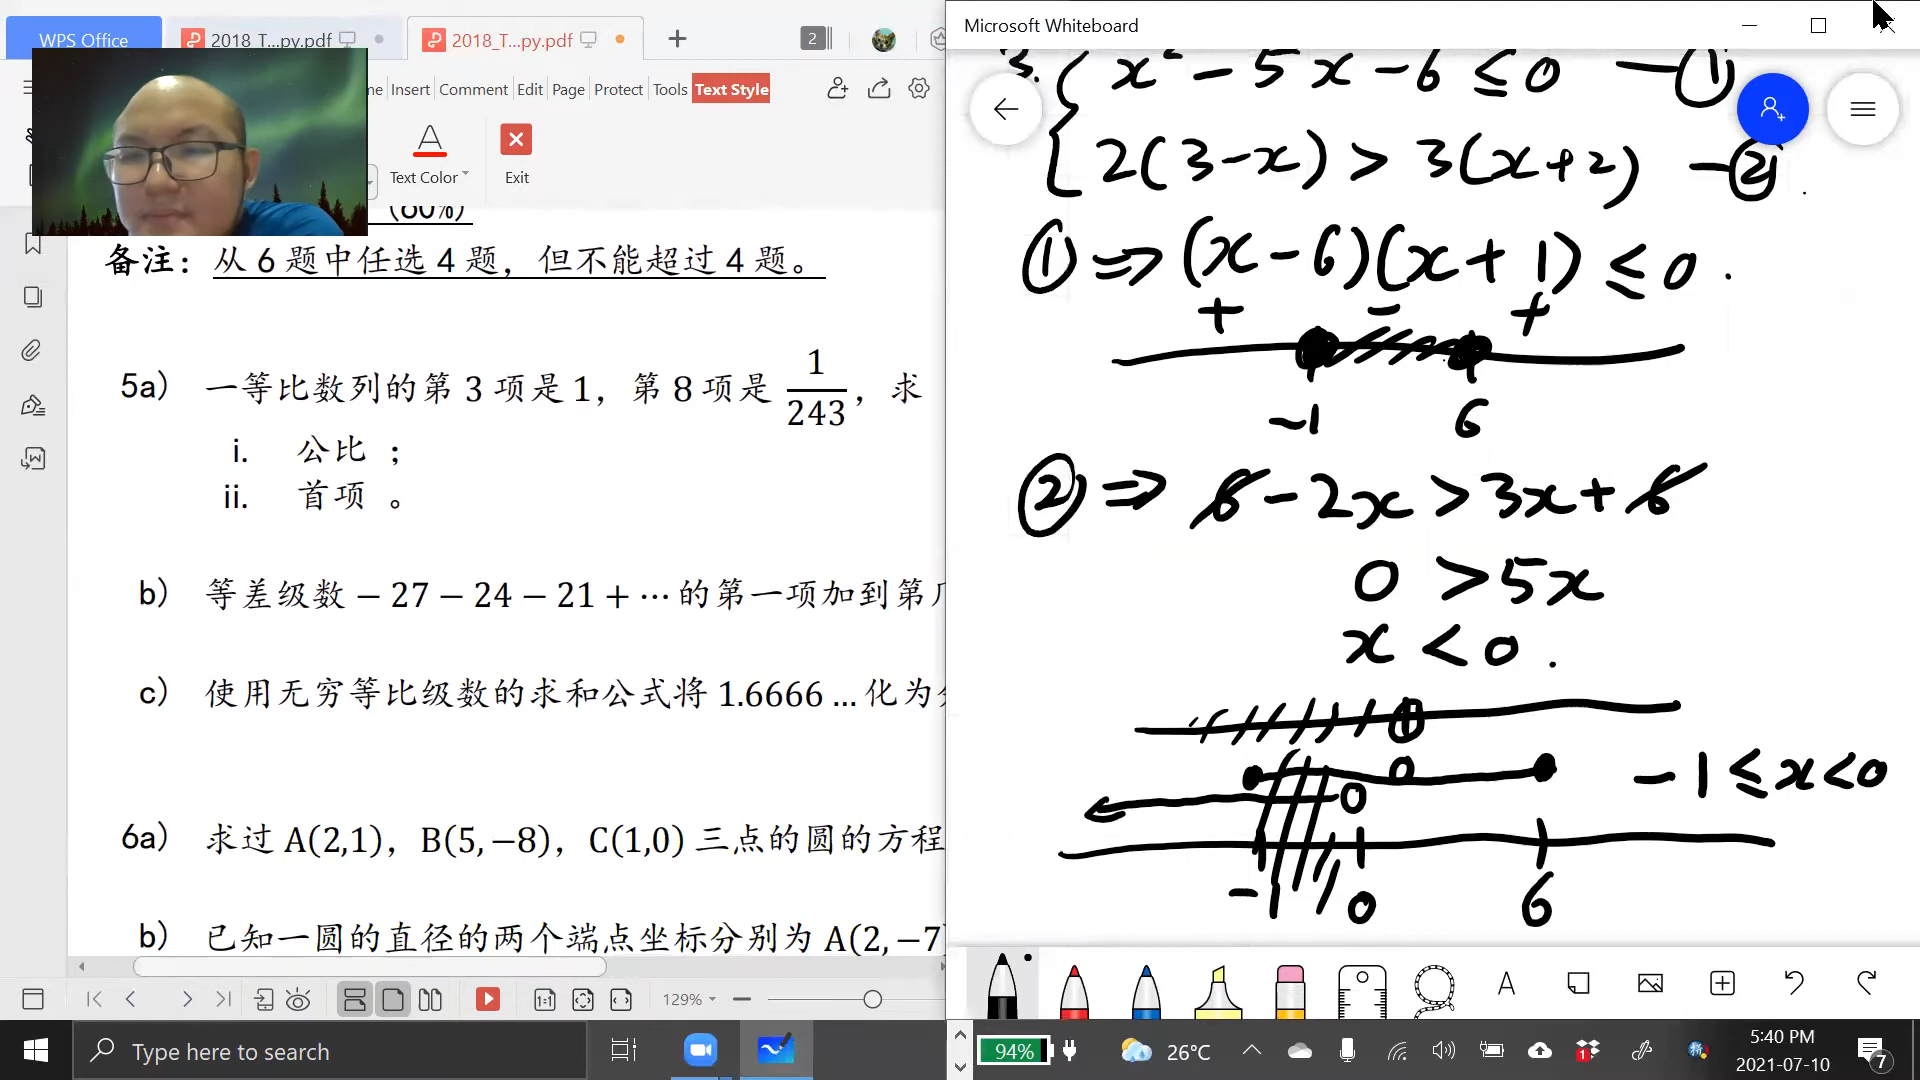 WPS Office
2018_T...py.pdf
2018_T...py.pdf
2
Insert Comment Edit Page Protect Tools Text Style
Text Color
Exit
备注：从 6 题中任选 4 题，但不能超过 4 题。
5a) 一等比数列的第 3 项是 1，第 8 项是 1/243，求
i. 公比 ；
ii. 首项 。
b) 等差级数 − 27 − 24 − 21 + ⋯ 的第一项加到第
c) 使用无穷等比级数的求和公式将 1.6666 ... 化为
6a) 求过 A(2,1)，B(5,−8)，C(1,0) 三点的圆的方程
b) 已知一圆的直径的两个端点坐标分别为 A(2,−7)
129%
Microsoft Whiteboard
3. { x² − 5x − 6 ≤ 0 — ①
2(3−x) > 3(x+2) — ②
① ⇒ (x − 6)(x + 1) ≤ 0 .
+ − +
−1 6
② ⇒ 6 − 2x > 3x + 6
0 > 5x
x < 0 .
0
−1 ≤ x < 0
−1 0 6
Type here to search
94%
26°C
1
5:40 PM
2021-07-10
7